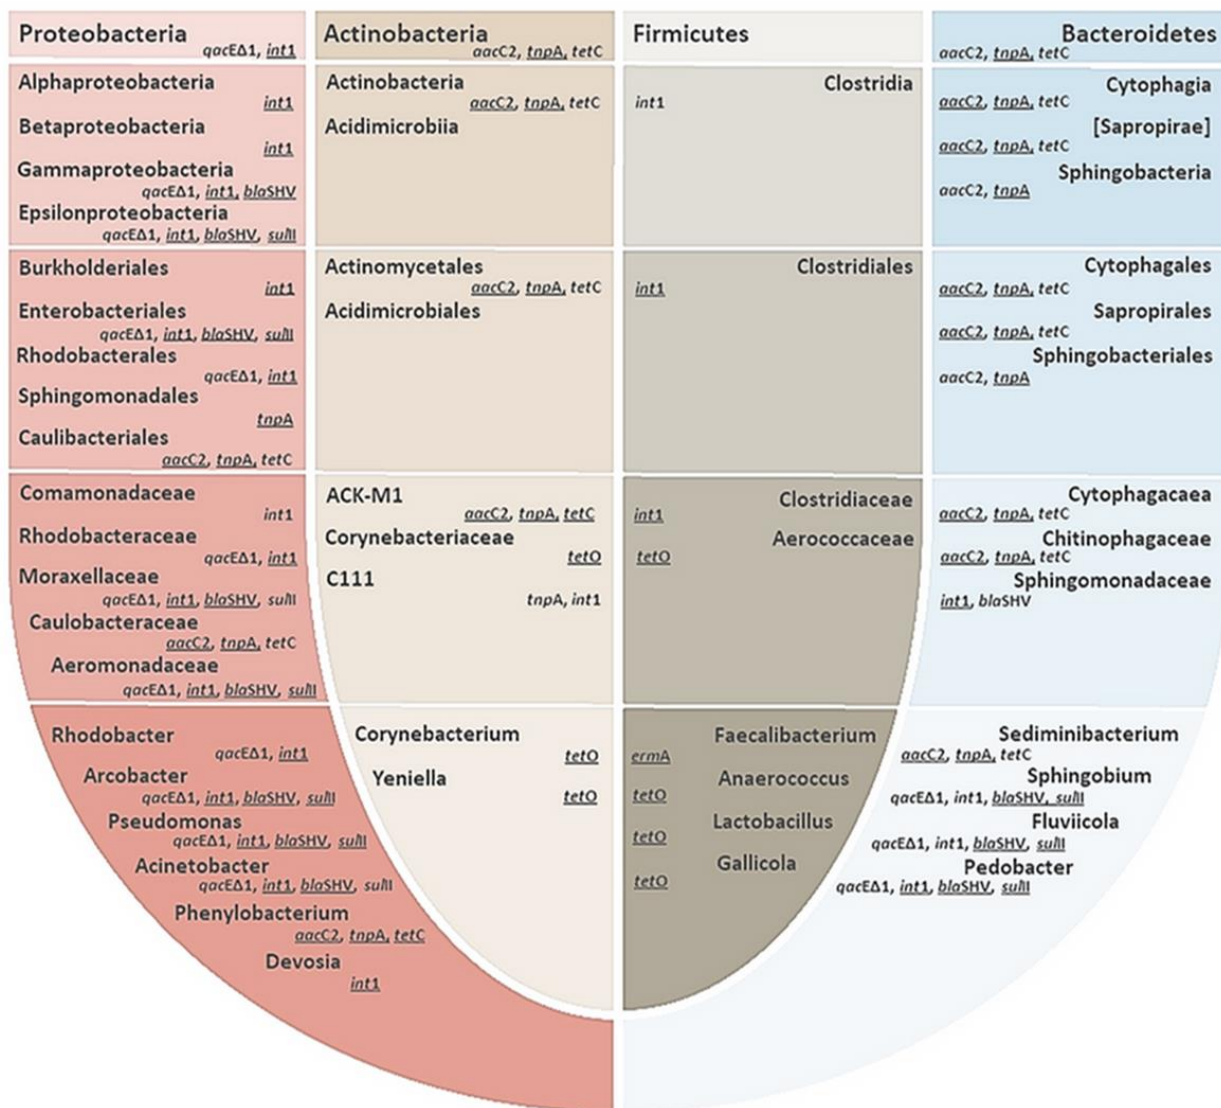 Proteobacteria
qacEΔ1, int1
Alphaproteobacteria
int1
Betaproteobacteria
int1
Gammaproteobacteria
qacEΔ1, int1, blaSHV
Epsilonproteobacteria
qacEΔ1, int1, blaSHV, sulII
Burkholderiales
int1
Enterobacteriales
qacEΔ1, int1, blaSHV, sulII
Rhodobacterales
qacEΔ1, int1
Sphingomonadales
tnpA
Caulibacteriales
aacC2, tnpA, tetC
Comamonadaceae
int1
Rhodobacteraceae
qacEΔ1, int1
Moraxellaceae
qacEΔ1, int1, blaSHV, sulII
Caulobacteraceae
aacC2, tnpA, tetC
Aeromonadaceae
qacEΔ1, int1, blaSHV, sulII
Rhodobacter
qacEΔ1, int1
Arcobacter
qacEΔ1, int1, blaSHV, sulII
Pseudomonas
qacEΔ1, int1, blaSHV, sulII
Acinetobacter
qacEΔ1, int1, blaSHV, sulII
Phenylobacterium
aacC2, tnpA, tetC
Devosia
int1
Actinobacteria
aacC2, tnpA, tetC
Actinobacteria
aacC2, tnpA, tetC
Acidimicrobiia
Actinomycetales
aacC2, tnpA, tetC
Acidimicrobiales
ACK-M1
aacC2, tnpA, tetC
Corynebacteriaceae
tetO
C111
tnpA, int1
Corynebacterium
tetO
Yeniella
tetO
Firmicutes
Clostridia
int1
Clostridiales
int1
Clostridiaceae
int1
Aerococcaceae
tetO
Faecalibacterium
ermA
Anaerococcus
tetO
Lactobacillus
tetO
Gallicola
tetO
Bacteroidetes
aacC2, tnpA, tetC
Cytophagia
aacC2, tnpA, tetC
[Sapropirae]
aacC2, tnpA, tetC
Sphingobacteria
aacC2, tnpA
Cytophagales
aacC2, tnpA, tetC
Sapropirales
aacC2, tnpA, tetC
Sphingobacteriales
aacC2, tnpA
Cytophagacaea
aacC2, tnpA, tetC
Chitinophagaceae
aacC2, tnpA, tetC
Sphingomonadaceae
int1, blaSHV
Sediminibacterium
aacC2, tnpA, tetC
Sphingobium
qacEΔ1, int1, blaSHV, sulII
Fluviicola
qacEΔ1, int1, blaSHV, sulII
Pedobacter
qacEΔ1, int1, blaSHV, sulII